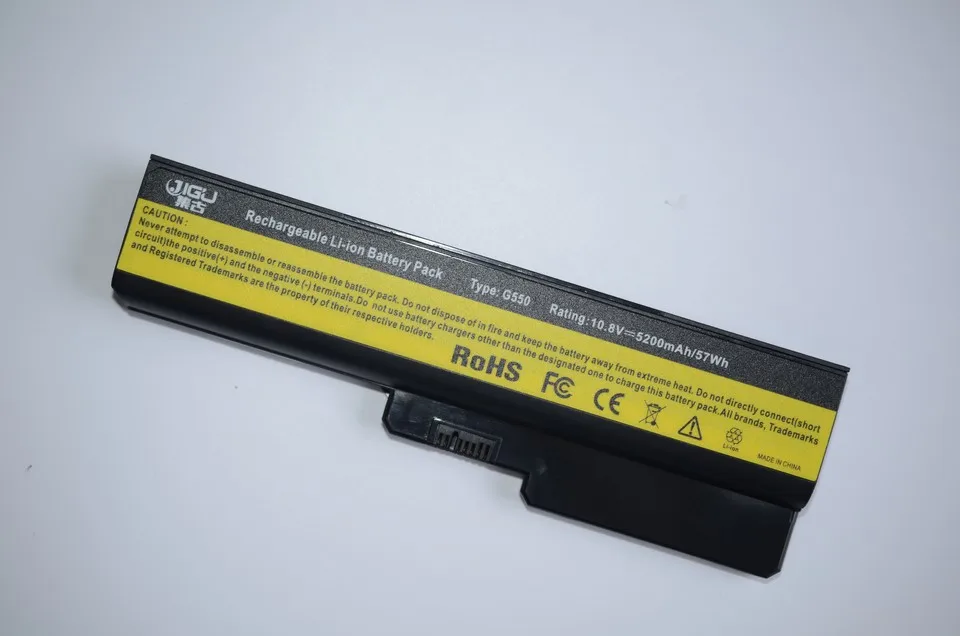 JIGU
集古
Rechargeable Li-ion Battery Pack
Type: G550
Rating: 10.8V⎓5200mAh/57Wh
CAUTION :
Never attempt to disassemble or reassemble the battery pack. Do not dispose of in fire and keep the battery away from extreme heat. Do not directly connect(short
circuit)the positive(+) and the negative (-) terminals.Do not use battery chargers other than the designated one to charge this battery pack.All brands, Trademarks
and Registered Trademarks are the property of their respective holders.
RoHS
FC
CE
Li-ion
MADE IN CHINA